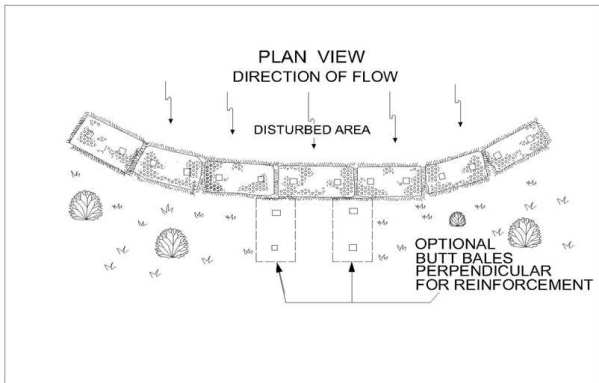 PLAN VIEW
DIRECTION OF FLOW
DISTURBED AREA
OPTIONAL
BUTT BALES
PERPENDICULAR
FOR REINFORCEMENT